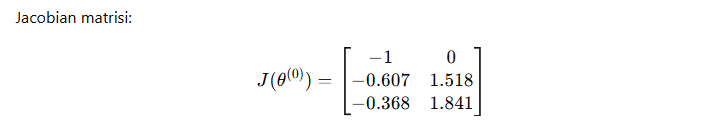 Jacobian matrisi:
J(θ⁽⁰⁾) = [ −1 0
−0.607 1.518
−0.368 1.841 ]